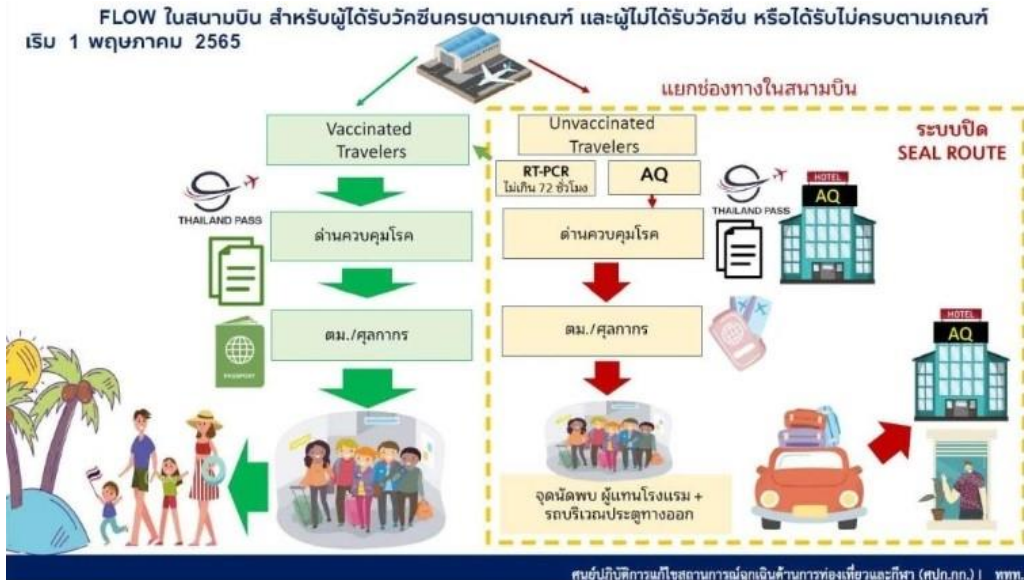 FLOW ในสนามบิน สำหรับผู้ได้รับวัคซีนครบตามเกณฑ์ และผู้ไม่ได้รับวัคซีน หรือได้รับไม่ครบตามเกณฑ์
เริ่ม 1 พฤษภาคม 2565
แยกช่องทางในสนามบิน
Vaccinated
Travelers
Unvaccinated
Travelers
ระบบปิด
SEAL ROUTE
RT-PCR
ไม่เกิน 72 ชั่วโมง
AQ
THAILAND PASS
THAILAND PASS
HOTEL
AQ
ด่านควบคุมโรค
ด่านควบคุมโรค
ตม./ศุลกากร
ตม./ศุลกากร
PASSPORT
HOTEL
AQ
จุดนัดพบ ผู้แทนโรงแรม +
รถบริเวณประตูทางออก
ศูนย์ปฏิบัติการแก้ไขสถานการณ์ฉุกเฉินด้านการท่องเที่ยวและกีฬา (ศปก.กก.) | ททท.